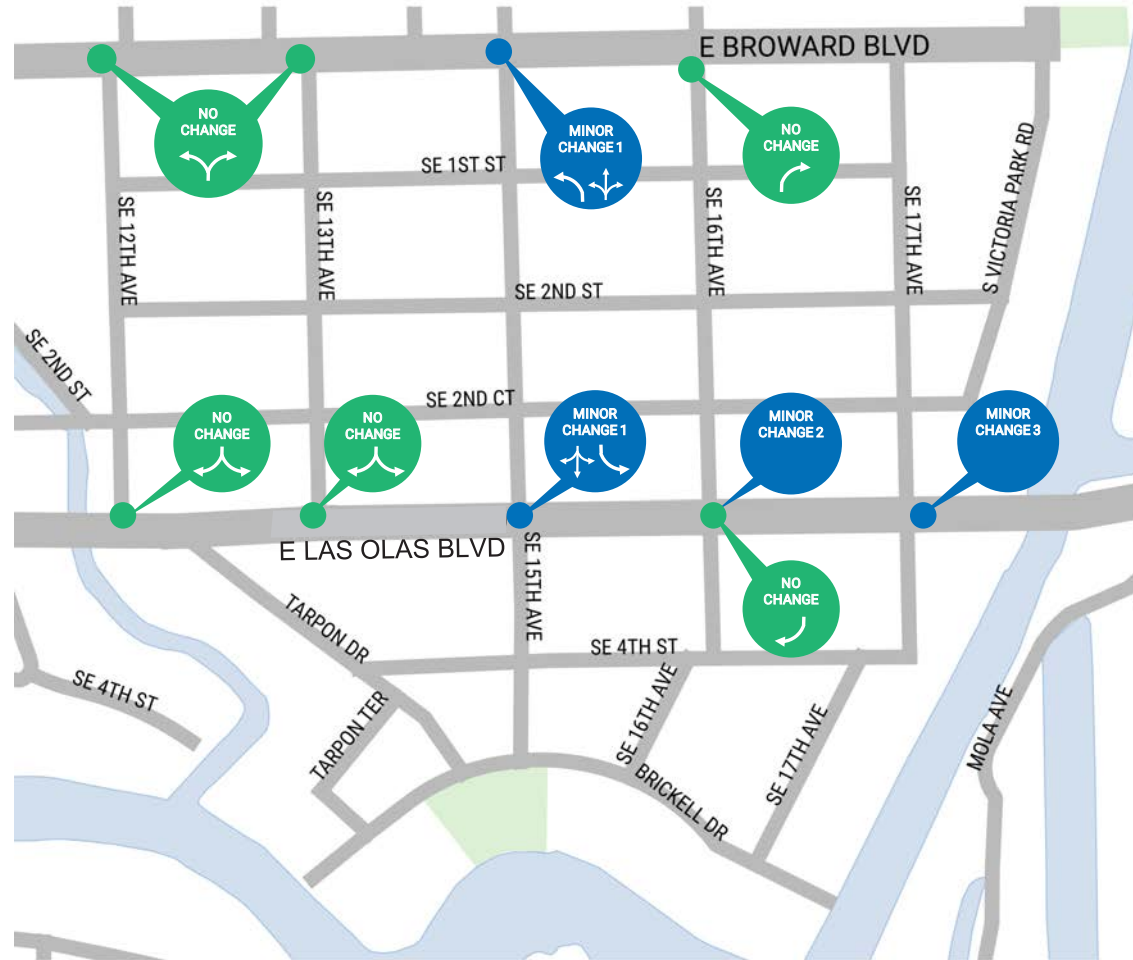 E BROWARD BLVD
NO
CHANGE
MINOR
CHANGE 1
NO
CHANGE
SE 1ST ST
SE 12TH AVE
SE 13TH AVE
SE 16TH AVE
SE 17TH AVE
S VICTORIA PARK RD
SE 2ND ST
SE 2ND ST
SE 2ND CT
NO
CHANGE
NO
CHANGE
MINOR
CHANGE 1
MINOR
CHANGE 2
MINOR
CHANGE 3
E LAS OLAS BLVD
SE 15TH AVE
NO
CHANGE
TARPON DR
SE 4TH ST
SE 4TH ST
TARPON TER
SE 16TH AVE
SE 17TH AVE
BRICKELL DR
MOLA AVE